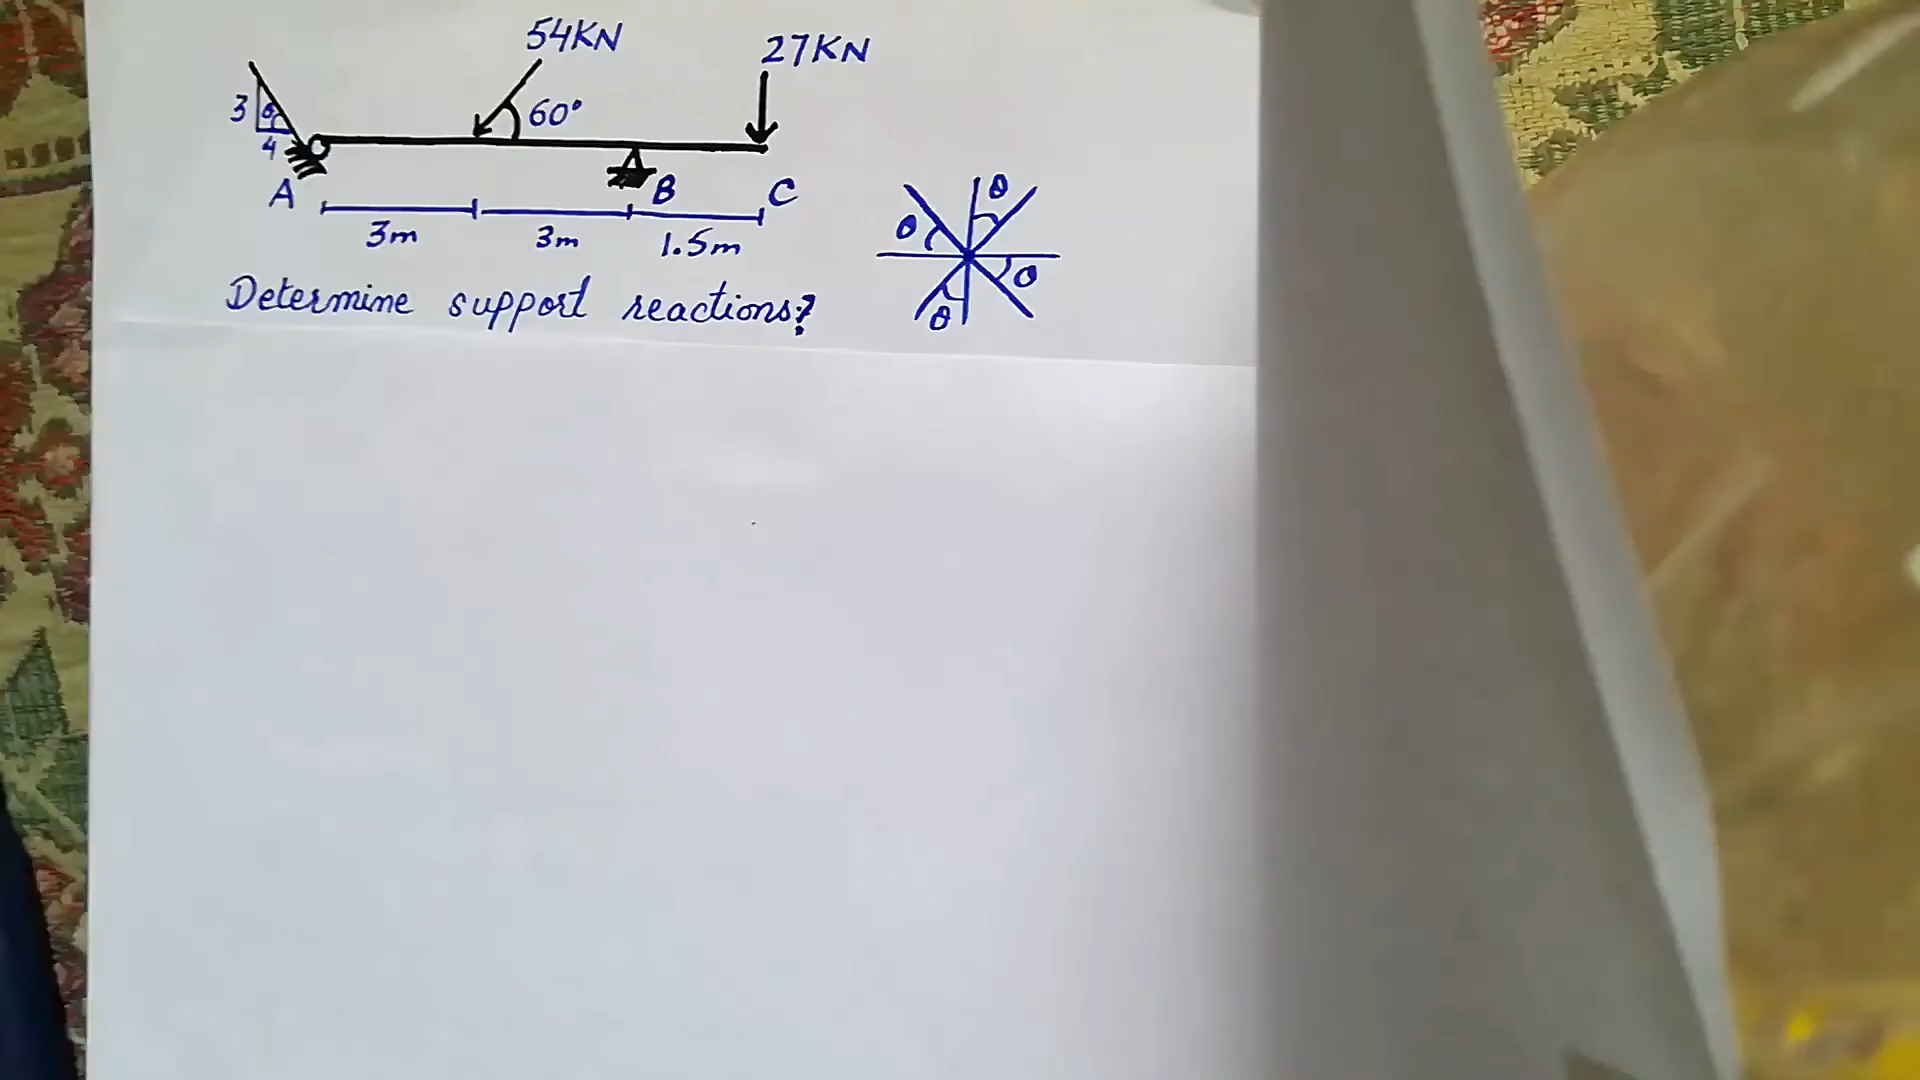 54KN
27KN
3
θ
4
60°
A
B
C
3m
3m
1.5m
θ
θ
θ
θ
Determine support reactions?